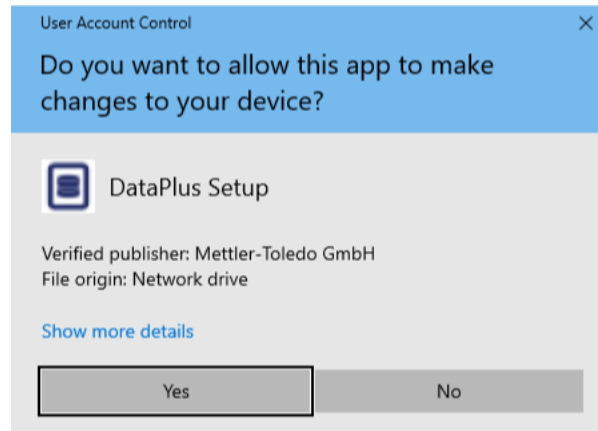 User Account Control
Do you want to allow this app to make
changes to your device?
DataPlus Setup
Verified publisher: Mettler-Toledo GmbH
File origin: Network drive
Show more details
Yes
No